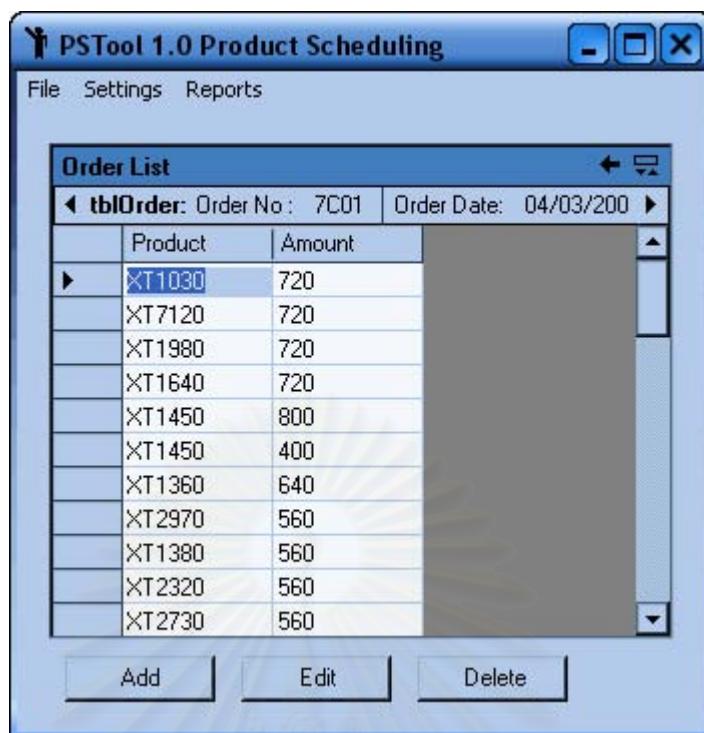 PSTool 1.0 Product Scheduling
File Settings Reports
Order List
tblOrder: Order No : 7C01 Order Date: 04/03/200
Product Amount
XT1030 720
XT7120 720
XT1980 720
XT1640 720
XT1450 800
XT1450 400
XT1360 640
XT2970 560
XT1380 560
XT2320 560
XT2730 560
Add Edit Delete